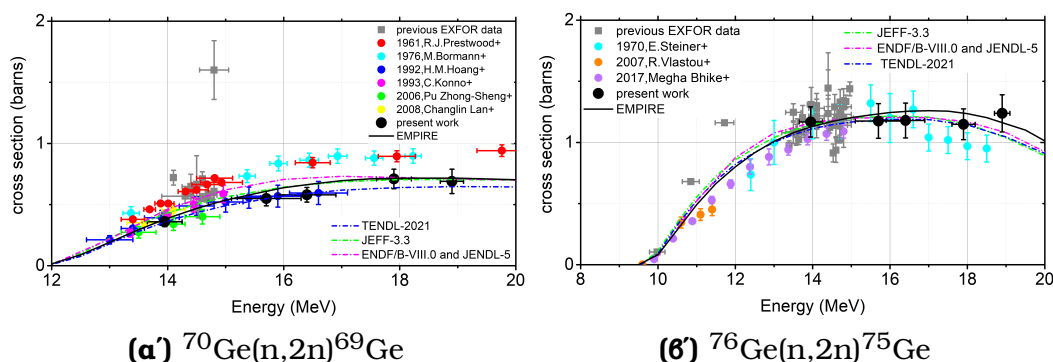 previous EXFOR data
1961,R.J.Prestwood+
1976,M.Bormann+
1992,H.M.Hoang+
1993,C.Konno+
2006,Pu Zhong-Sheng+
2008,Changlin Lan+
present work
EMPIRE
TENDL-2021
JEFF-3.3
ENDF/B-VIII.0 and JENDL-5
cross section (barns)
2
1
0
12 14 16 18 20
Energy (MeV)
(α΄) ⁷⁰Ge(n,2n)⁶⁹Ge
previous EXFOR data
1970,E.Steiner+
2007,R.Vlastou+
2017,Megha Bhike+
present work
EMPIRE
JEFF-3.3
ENDF/B-VIII.0 and JENDL-5
TENDL-2021
cross section (barns)
2
1
0
8 10 12 14 16 18 20
Energy (MeV)
(β΄) ⁷⁶Ge(n,2n)⁷⁵Ge